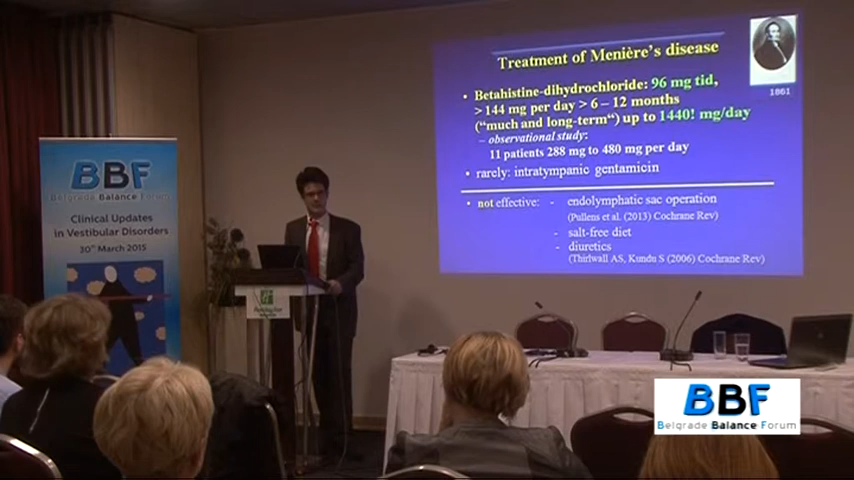 BBF
Belgrade Balance Forum
Clinical Updates
in Vestibular Disorders
30th March 2015
Treatment of Menière's disease
1861
• Betahistine-dihydrochloride: 96 mg tid,
> 144 mg per day > 6 – 12 months
("much and long-term") up to 1440! mg/day
– observational study:
11 patients 288 mg to 480 mg per day
• rarely: intratympanic gentamicin
• not effective: - endolymphatic sac operation
(Pullens et al. (2013) Cochrane Rev)
- salt-free diet
- diuretics
(Thirlwall AS, Kundu S (2006) Cochrane Rev)
Holiday Inn
BBF
Belgrade Balance Forum